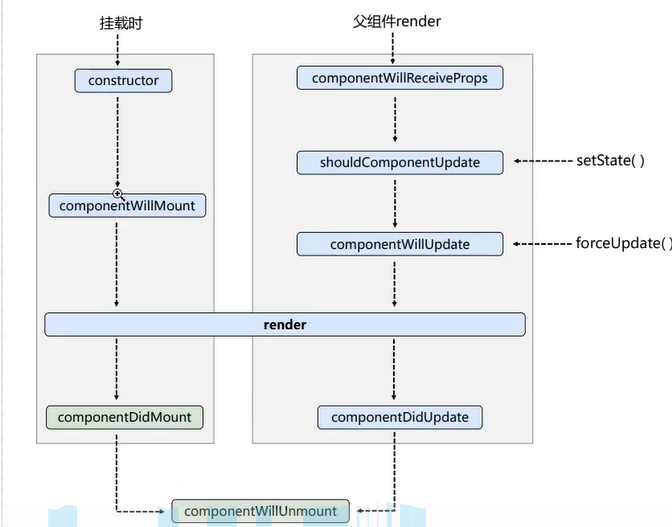 挂载时
父组件render
constructor
componentWillReceiveProps
shouldComponentUpdate
setState( )
componentWillMount
componentWillUpdate
forceUpdate( )
render
componentDidMount
componentDidUpdate
componentWillUnmount